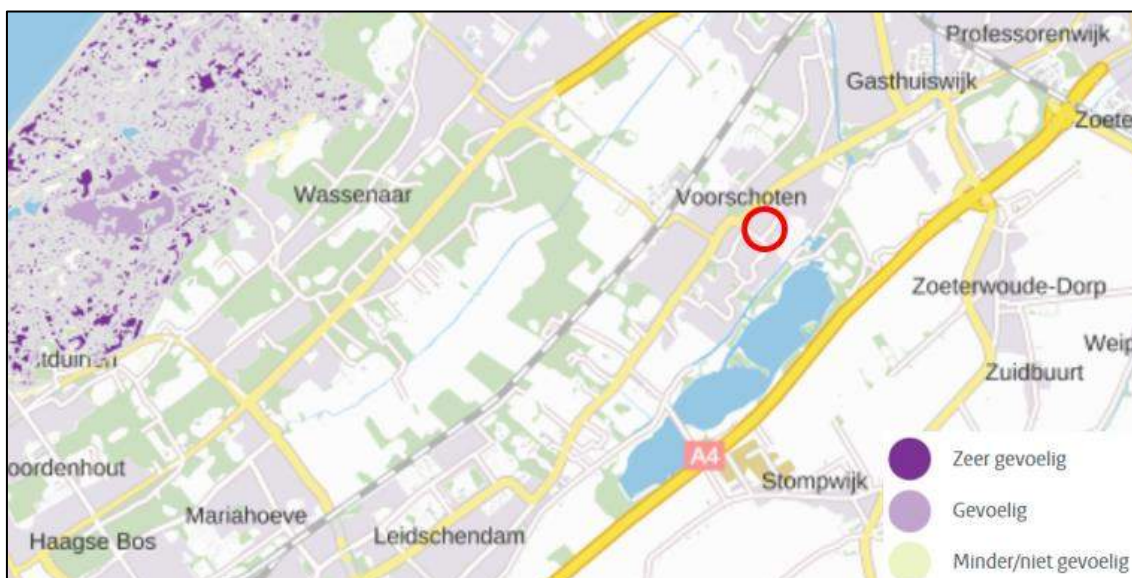 Professorenwijk
Gasthuiswijk
Zoete
Wassenaar
Voorschoten
Zoeterwoude-Dorp
Weip
tduinen
Zuidbuurt
oordenhout
A4
Stompwijk
Mariahoeve
Leidschendam
Haagse Bos
Zeer gevoelig
Gevoelig
Minder/niet gevoelig